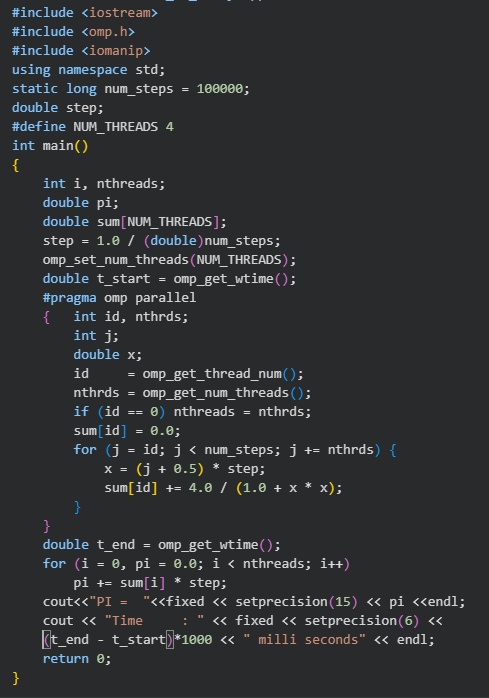 #include <iostream>
#include <omp.h>
#include <iomanip>
using namespace std;
static long num_steps = 100000;
double step;
#define NUM_THREADS 4
int main()
{
    int i, nthreads;
    double pi;
    double sum[NUM_THREADS];
    step = 1.0 / (double)num_steps;
    omp_set_num_threads(NUM_THREADS);
    double t_start = omp_get_wtime();
    #pragma omp parallel
    {   int id, nthrds;
        int j;
        double x;
        id     = omp_get_thread_num();
        nthrds = omp_get_num_threads();
        if (id == 0) nthreads = nthrds;
        sum[id] = 0.0;
        for (j = id; j < num_steps; j += nthrds) {
            x = (j + 0.5) * step;
            sum[id] += 4.0 / (1.0 + x * x);
        }
    }
    double t_end = omp_get_wtime();
    for (i = 0, pi = 0.0; i < nthreads; i++)
        pi += sum[i] * step;
    cout<<"PI =  "<<fixed << setprecision(15) << pi <<endl;
    cout << "Time     : " << fixed << setprecision(6) <<
    (t_end - t_start)*1000 << " milli seconds" << endl;
    return 0;
}